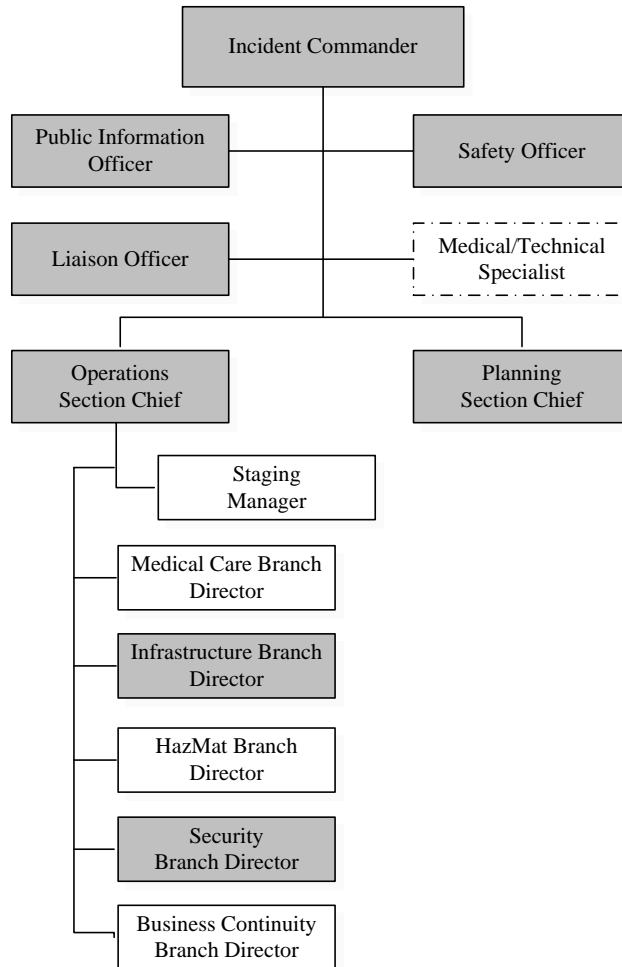 Incident Commander
Public Information
Officer
Safety Officer
Liaison Officer
Medical/Technical
Specialist
Operations
Section Chief
Planning
Section Chief
Staging
Manager
Medical Care Branch
Director
Infrastructure Branch
Director
HazMat Branch
Director
Security
Branch Director
Business Continuity
Branch Director